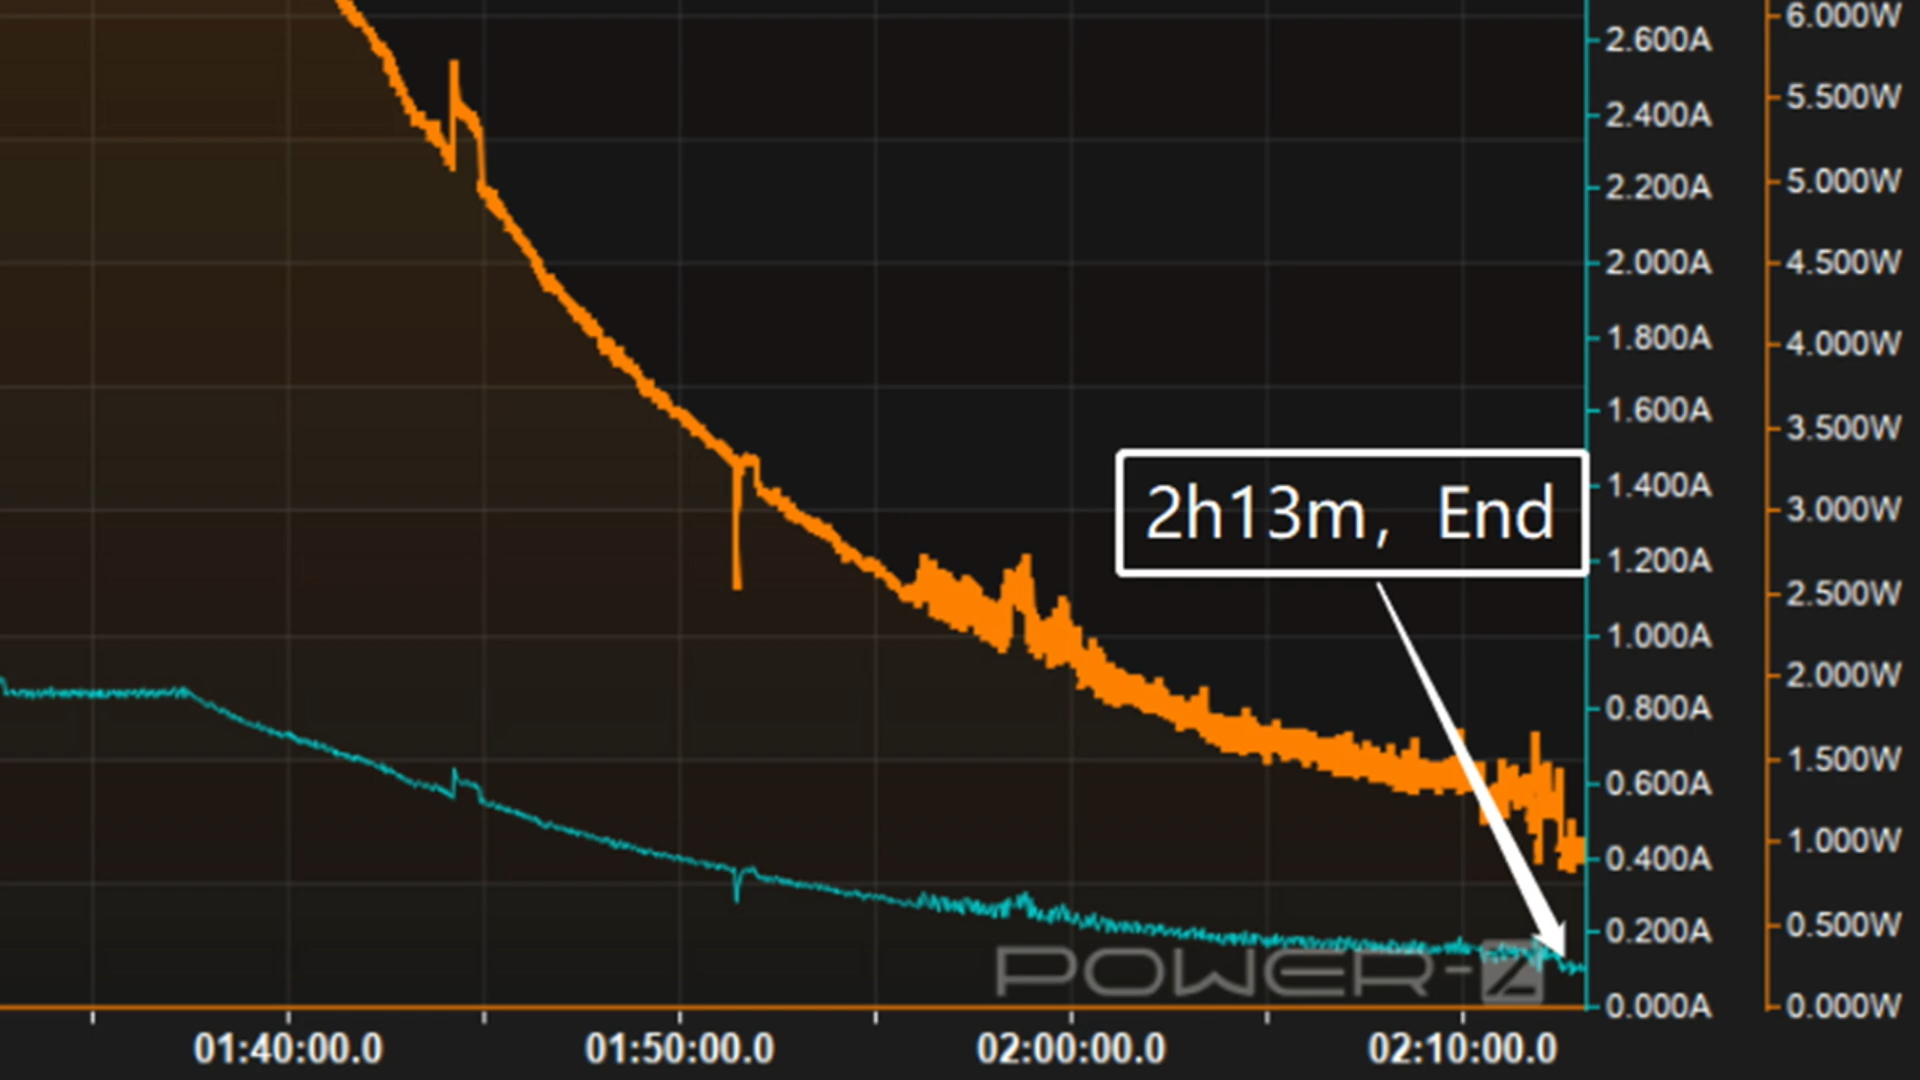 2.600A
2.400A
2.200A
2.000A
1.800A
1.600A
1.400A
1.200A
1.000A
0.800A
0.600A
0.400A
0.200A
0.000A
6.000W
5.500W
5.000W
4.500W
4.000W
3.500W
3.000W
2.500W
2.000W
1.500W
1.000W
0.500W
0.000W
2h13m，End
POWER-Z
01:40:00.0
01:50:00.0
02:00:00.0
02:10:00.0